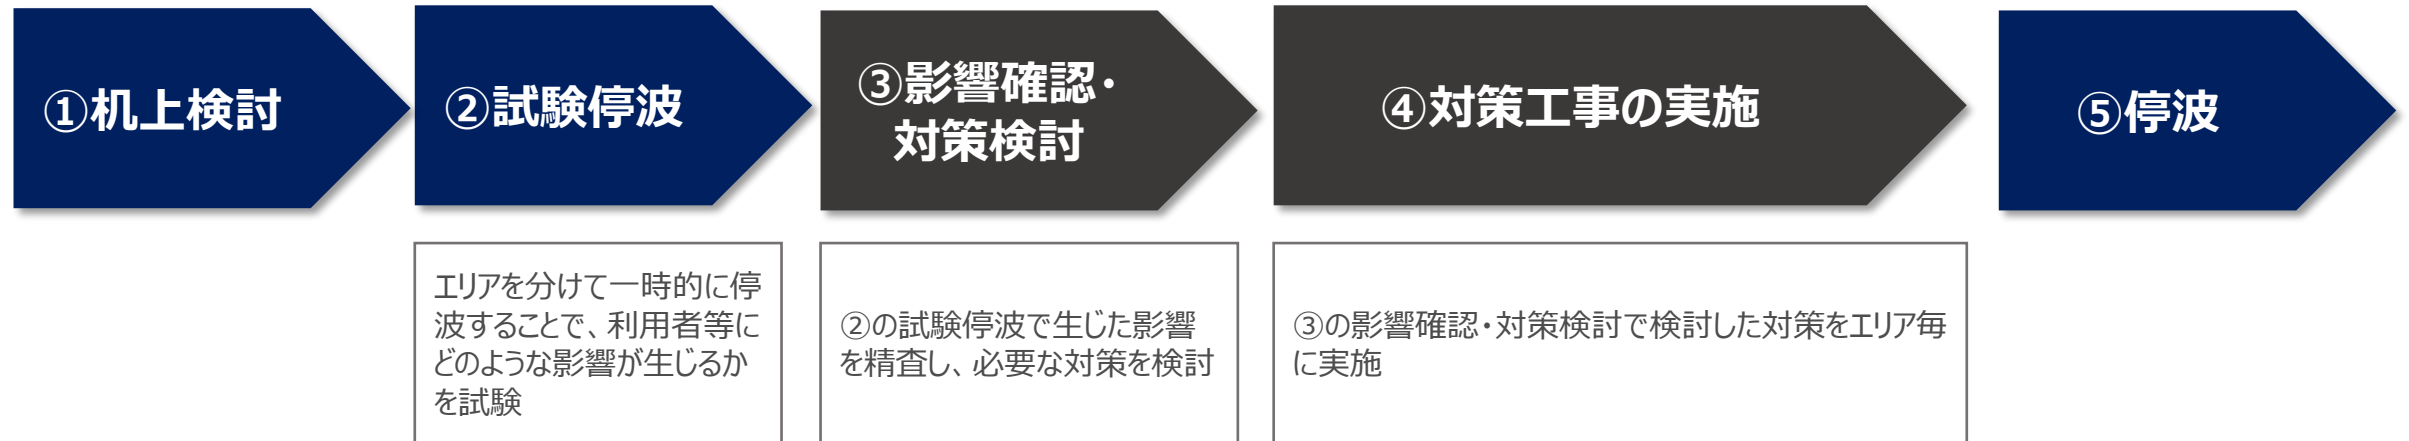 ①机上検討
②試験停波
③影響確認・
対策検討
④対策工事の実施
⑤停波
エリアを分けて一時的に停
波することで、利用者等に
どのような影響が生じるか
を試験
②の試験停波で生じた影響
を精査し、必要な対策を検討
③の影響確認・対策検討で検討した対策をエリア毎
に実施